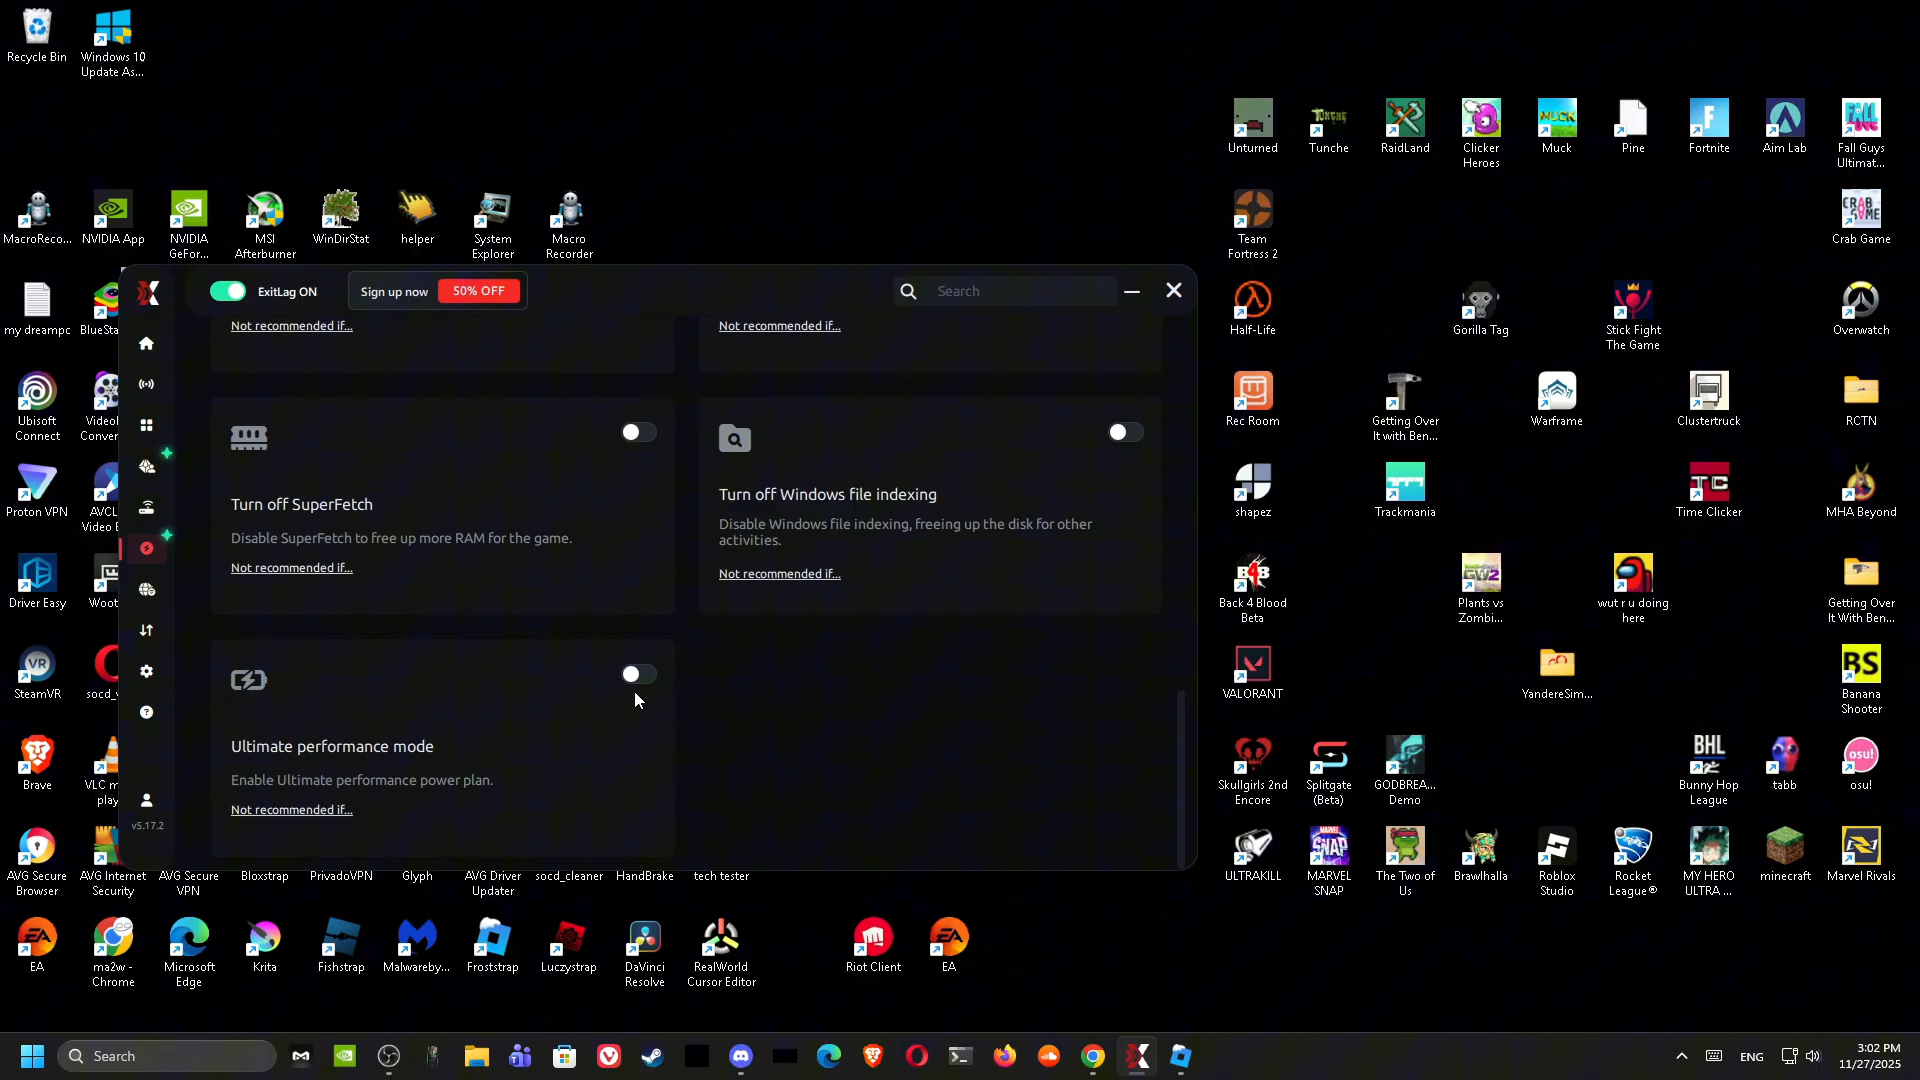 Recycle Bin
Windows 10
Update As...
Unturned
Tunche
RaidLand
Clicker
Heroes
Muck
Pine
Fortnite
Aim Lab
Fall Guys
Ultimat...
MacroReco...
NVIDIA App
NVIDIA
GeFor...
MSI
Afterburner
WinDirStat
helper
System
Explorer
Macro
Recorder
Team
Fortress 2
Crab Game
ExitLag ON
Sign up now
50% OFF
Search
Not recommended if...
Not recommended if...
my dreampc
BlueSta
Half-Life
Gorilla Tag
Stick Fight
The Game
Overwatch
Ubisoft
Connect
Video
Conver
Rec Room
Getting Over
It with Ben...
Warframe
Clustertruck
RCTN
Turn off SuperFetch
Disable SuperFetch to free up more RAM for the game.
Not recommended if...
Turn off Windows file indexing
Disable Windows file indexing, freeing up the disk for other
activities.
Not recommended if...
Proton VPN
AVCL
Video E
shapez
Trackmania
Time Clicker
MHA Beyond
Driver Easy
Woot
Back 4 Blood
Beta
Plants vs
Zombi...
wut r u doing
here
Getting Over
It With Ben...
SteamVR
socd_v
VALORANT
YandereSim...
Banana
Shooter
Ultimate performance mode
Enable Ultimate performance power plan.
Not recommended if...
v5.17.2
Brave
VLC m
play
Skullgirls 2nd
Encore
Splitgate
(Beta)
GODBREA...
Demo
Bunny Hop
League
tabb
osu!
AVG Secure
Browser
AVG Internet
Security
AVG Secure
VPN
Bloxstrap
PrivadoVPN
Glyph
AVG Driver
Updater
socd_cleaner
HandBrake
tech tester
ULTRAKILL
MARVEL
SNAP
The Two of
Us
Brawlhalla
Roblox
Studio
Rocket
League®
MY HERO
ULTRA ...
minecraft
Marvel Rivals
EA
ma2w -
Chrome
Microsoft
Edge
Krita
Fishstrap
Malwareby...
Froststrap
Luczystrap
DaVinci
Resolve
RealWorld
Cursor Editor
Riot Client
EA
Search
ENG
3:02 PM
11/27/2025